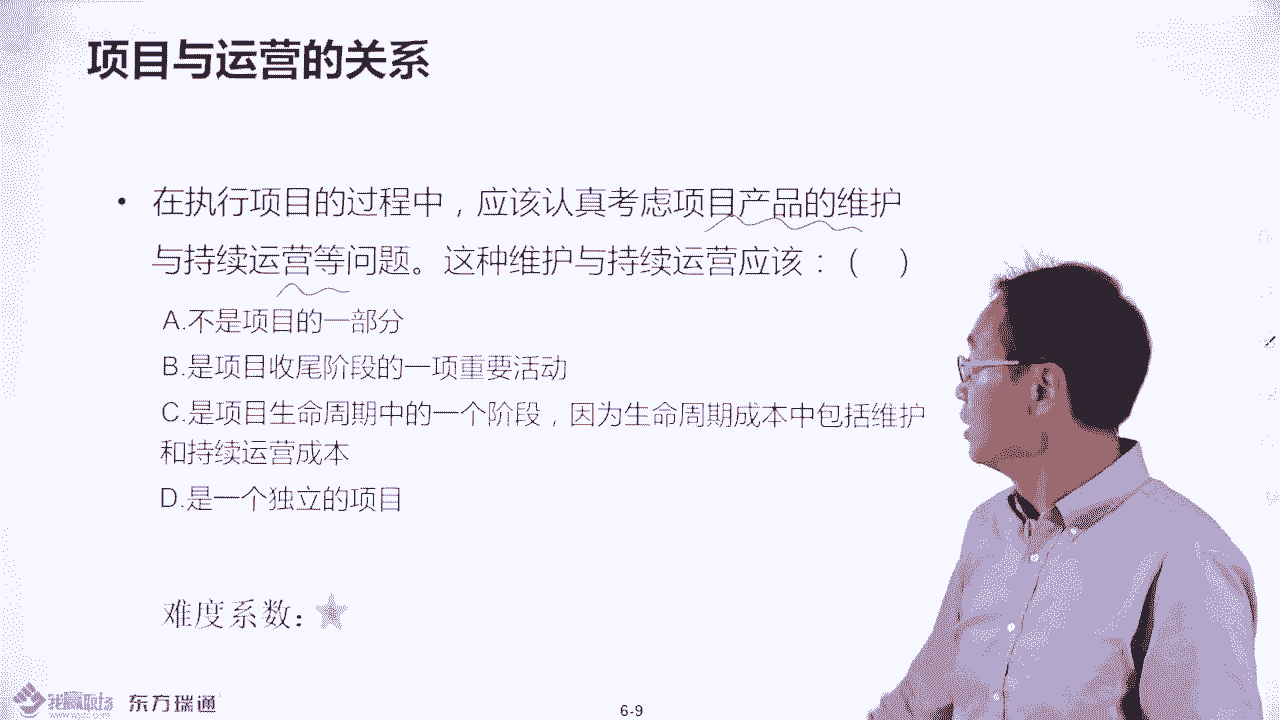 项目与运营的关系
• 在执行项目的过程中，应该认真考虑项目产品的维护
与持续运营等问题。这种维护与持续运营应该：（ ）
A.不是项目的一部分
B.是项目收尾阶段的一项重要活动
C.是项目生命周期中的一个阶段，因为生命周期成本中包括维护
和持续运营成本
D.是一个独立的项目
难度系数：
东方瑞通
6-9